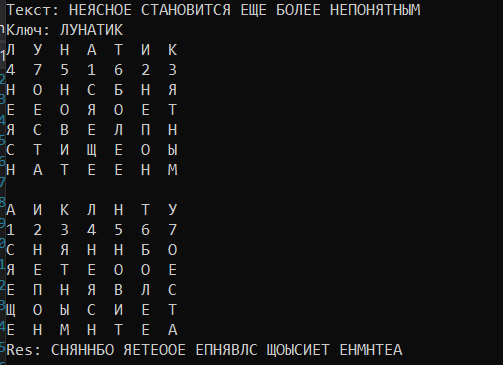 Текст: НЕЯСНОЕ СТАНОВИТСЯ ЕЩЕ БОЛЕЕ НЕПОНЯТНЫМ
Ключ: ЛУНАТИК
Л У Н А Т И К
4 7 5 1 6 2 3
Н О Н С Б Н Я
Е Е О Я О Е Т
Я С В Е Л П Н
С Т И Щ Е О Ы
Н А Т Е Е Н М
А И К Л Н Т У
1 2 3 4 5 6 7
С Н Я Н Н Б О
Я Е Т Е О О Е
Е П Н Я В Л С
Щ О Ы С И Е Т
Е Н М Н Т Е А
Res: СНЯННБО ЯЕТЕООЕ ЕПНЯВЛС ЩОЫСИЕТ ЕНМНТЕА